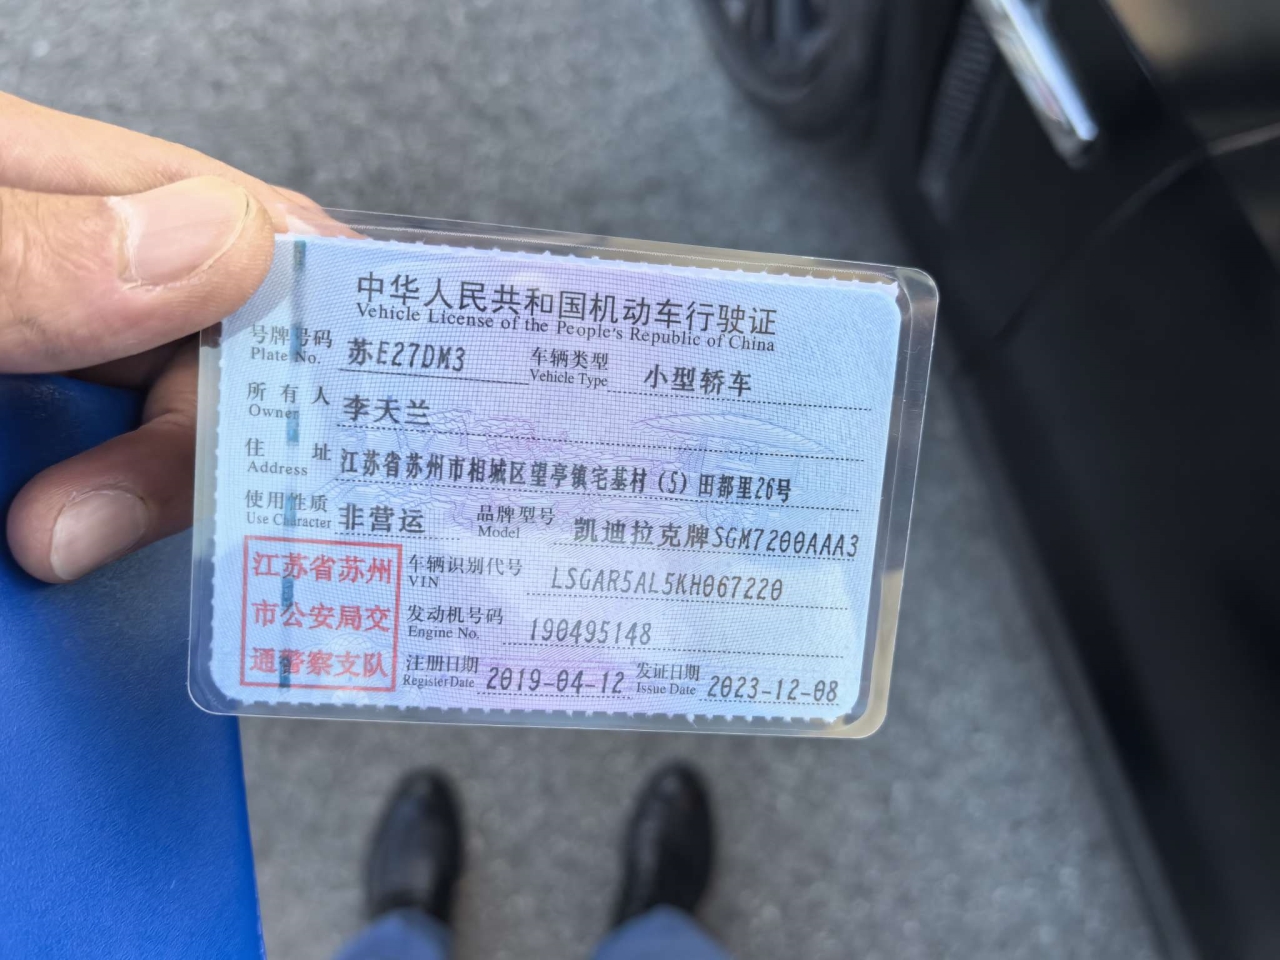 中华人民共和国机动车行驶证
Vehicle License of the People's Republic of China
号牌号码 苏E27DM3 车辆类型 小型轿车
Plate No. Vehicle Type
所有人 李天兰
Owner
住址 江苏省苏州市相城区望亭镇宅基村（5）田都里26号
Address
使用性质 非营运 品牌型号 凯迪拉克牌SGM7200AAA3
Use Character Model
江苏省苏州
市公安局交
通警察支队
车辆识别代号 LSGAR5AL5KH067220
VIN
发动机号码 190495148
Engine No.
注册日期 2019-04-12 发证日期 2023-12-08
Register Date Issue Date